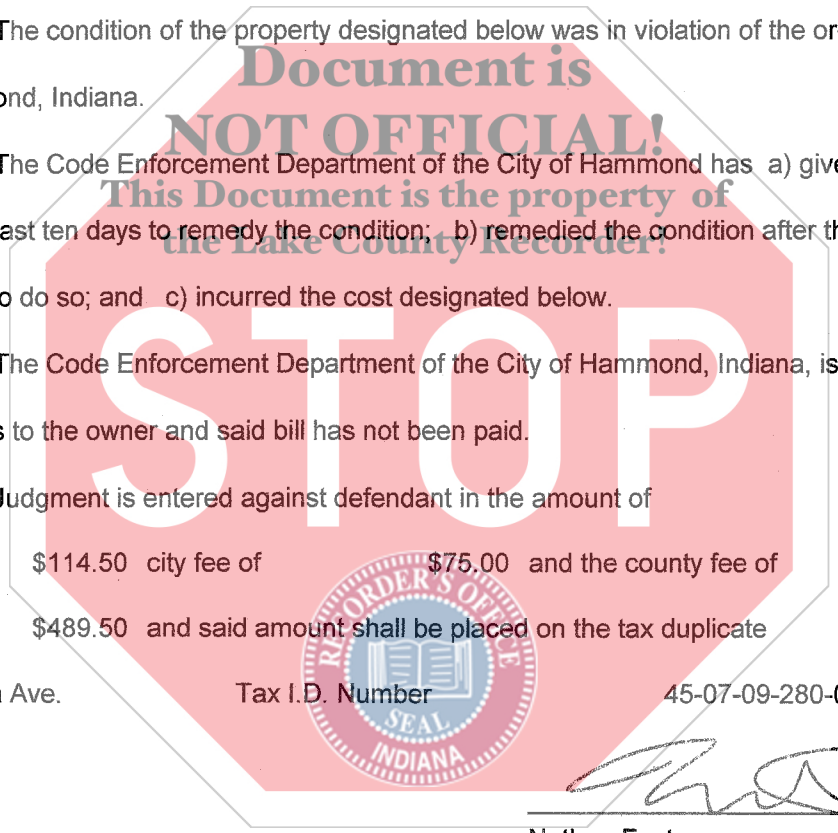 The condition of the property designated below was in violation of the or
Document is
ond, Indiana.
NOT OFFICIAL!
The Code Enforcement Department of the City of Hammond has a) give
This Document is the property of
ast ten days to remedy the condition; b) remedied the condition after th
the Lake County Recorder!
o do so; and c) incurred the cost designated below.
STOP
The Code Enforcement Department of the City of Hammond, Indiana, is
s to the owner and said bill has not been paid.
Judgment is entered against defendant in the amount of
$114.50 city fee of $75.00 and the county fee of
$489.50 and said amount shall be placed on the tax duplicate
RECORDER'S OFFICE
Ave. Tax I.D. Number 45-07-09-280-0
SEAL
INDIANA